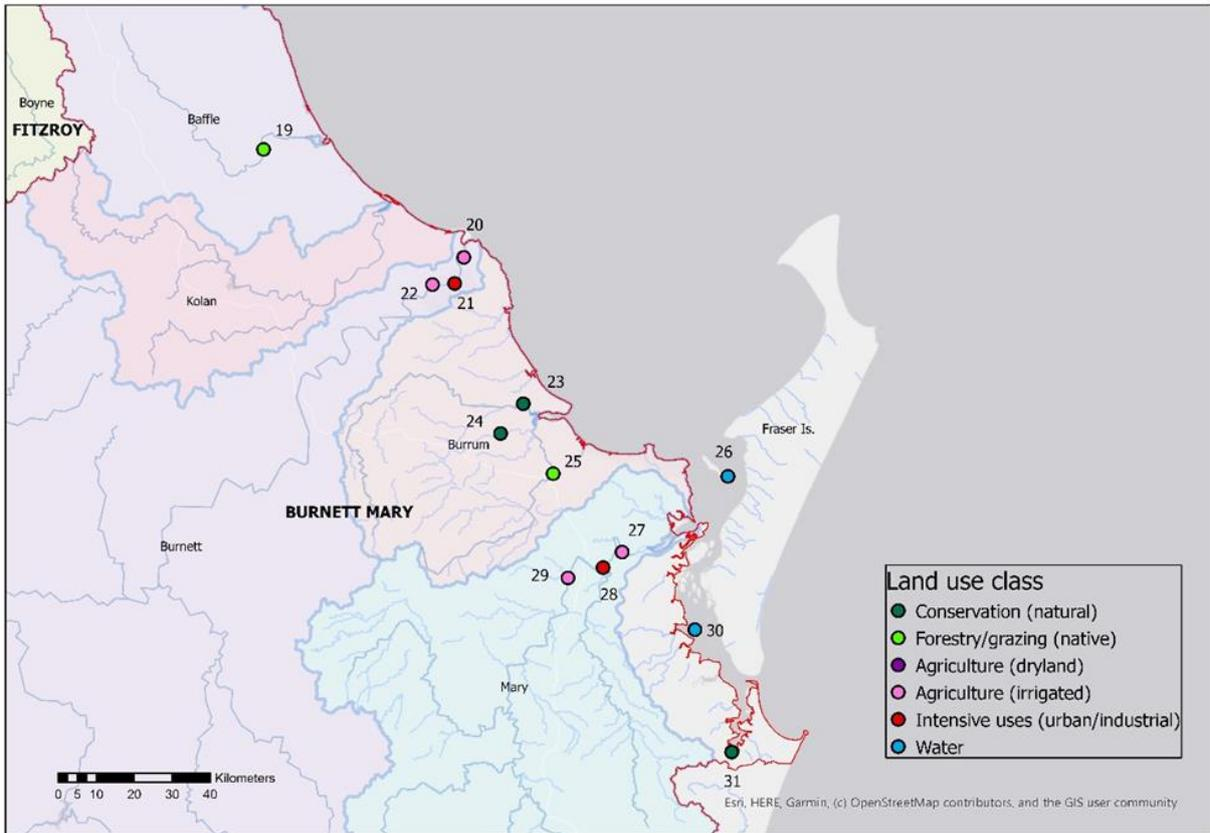 Boyne
FITZROY
Baffle
19
20
Kolan
22
21
23
24
Burrum
25
26
Fraser Is.
BURNETT MARY
Burnett
27
29
28
30
Mary
31
Land use class
Conservation (natural)
Forestry/grazing (native)
Agriculture (dryland)
Agriculture (irrigated)
Intensive uses (urban/industrial)
Water
Kilometers
0 5 10 20 30 40
Esri, HERE, Garmin, (c) OpenStreetMap contributors, and the GIS user community